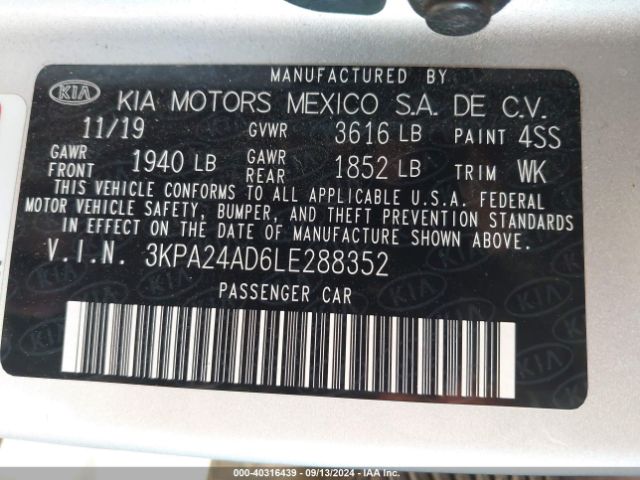 MANUFACTURED BY
KIA KIA MOTORS MEXICO S.A. DE C.V.
11/19 GVWR 3616 LB PAINT 4SS
GAWR FRONT 1940 LB GAWR REAR 1852 LB TRIM WK
THIS VEHICLE CONFORMS TO ALL APPLICABLE U.S.A. FEDERAL
MOTOR VEHICLE SAFETY, BUMPER, AND THEFT PREVENTION STANDARDS
IN EFFECT ON THE DATE OF MANUFACTURE SHOWN ABOVE.
V.I.N. 3KPA24AD6LE288352
PASSENGER CAR
000-40316439 - 09/13/2024 - IAA Inc.